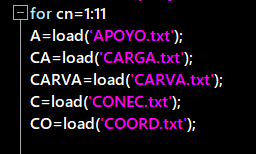 for cn=1:11
A=load('APOYO.txt');
CA=load('CARGA.txt');
CARVA=load('CARVA.txt');
C=load('CONEC.txt');
CO=load('COORD.txt');